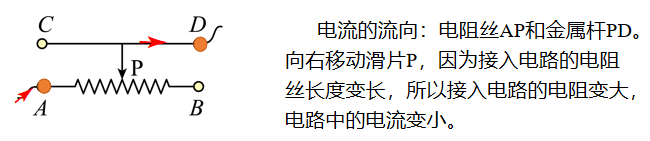 C
D
P
A
B
电流的流向：电阻丝AP和金属杆PD。
向右移动滑片P，因为接入电路的电阻
丝长度变长，所以接入电路的电阻变大，
电路中的电流变小。